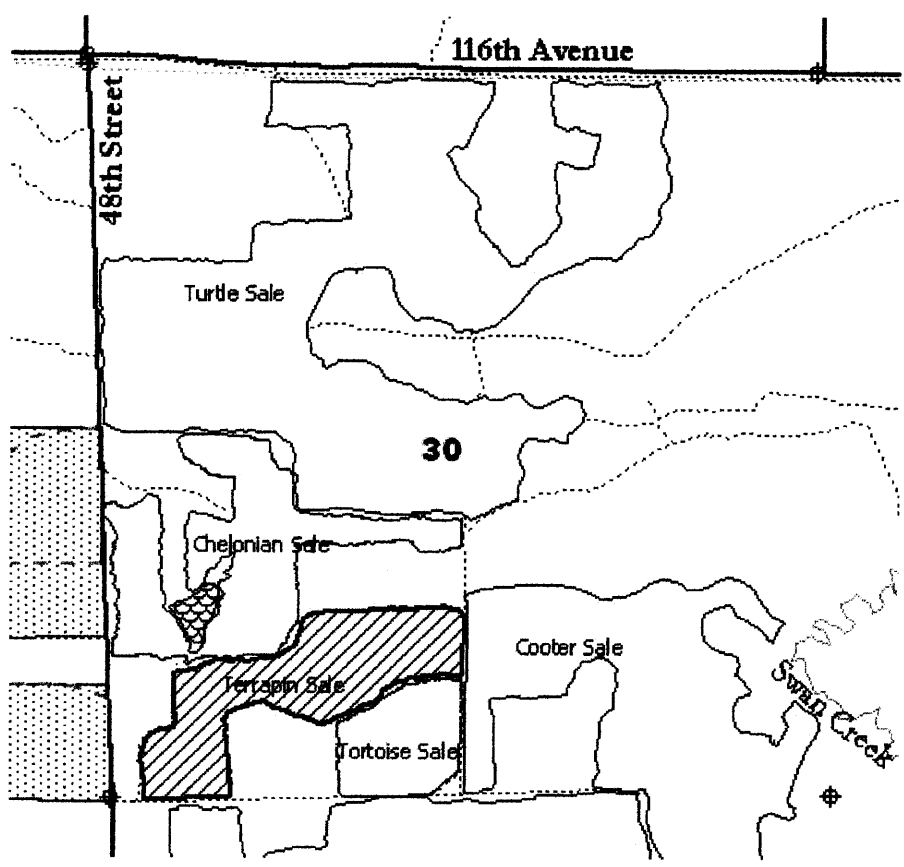 116th Avenue
48th Street
Turtle Sale
30
Chelonian Sale
Cooter Sale
Terrapin Sale
Swan Creek
Tortoise Sale